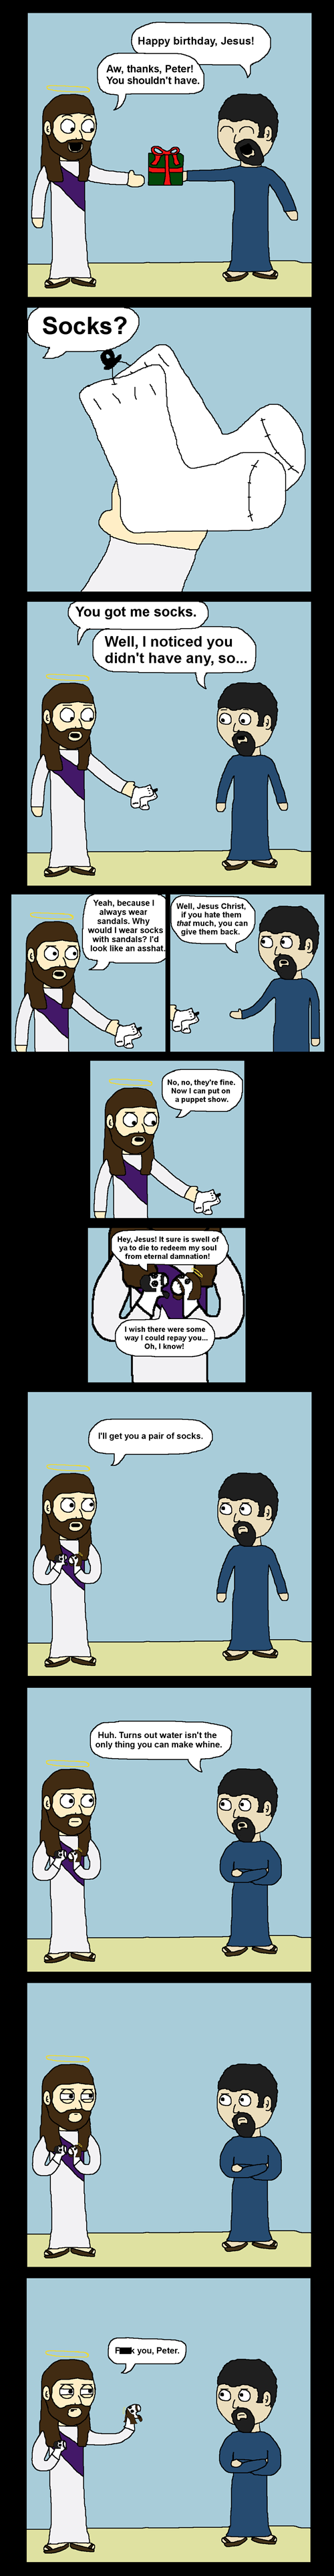 Happy birthday, Jesus!
Aw, thanks, Peter!
You shouldn't have.
Socks?
You got me socks.
Well, I noticed you
didn't have any, so...
Yeah, because I
always wear
sandals. Why
would I wear socks
with sandals? I'd
look like an asshat.
Well, Jesus Christ,
if you hate them
that much, you can
give them back.
No, no, they're fine.
Now I can put on
a puppet show.
Hey, Jesus! It sure is swell of
ya to die to redeem my soul
from eternal damnation!
I wish there were some
way I could repay you...
Oh, I know!
I'll get you a pair of socks.
Huh. Turns out water isn't the
only thing you can make whine.
F k you, Peter.